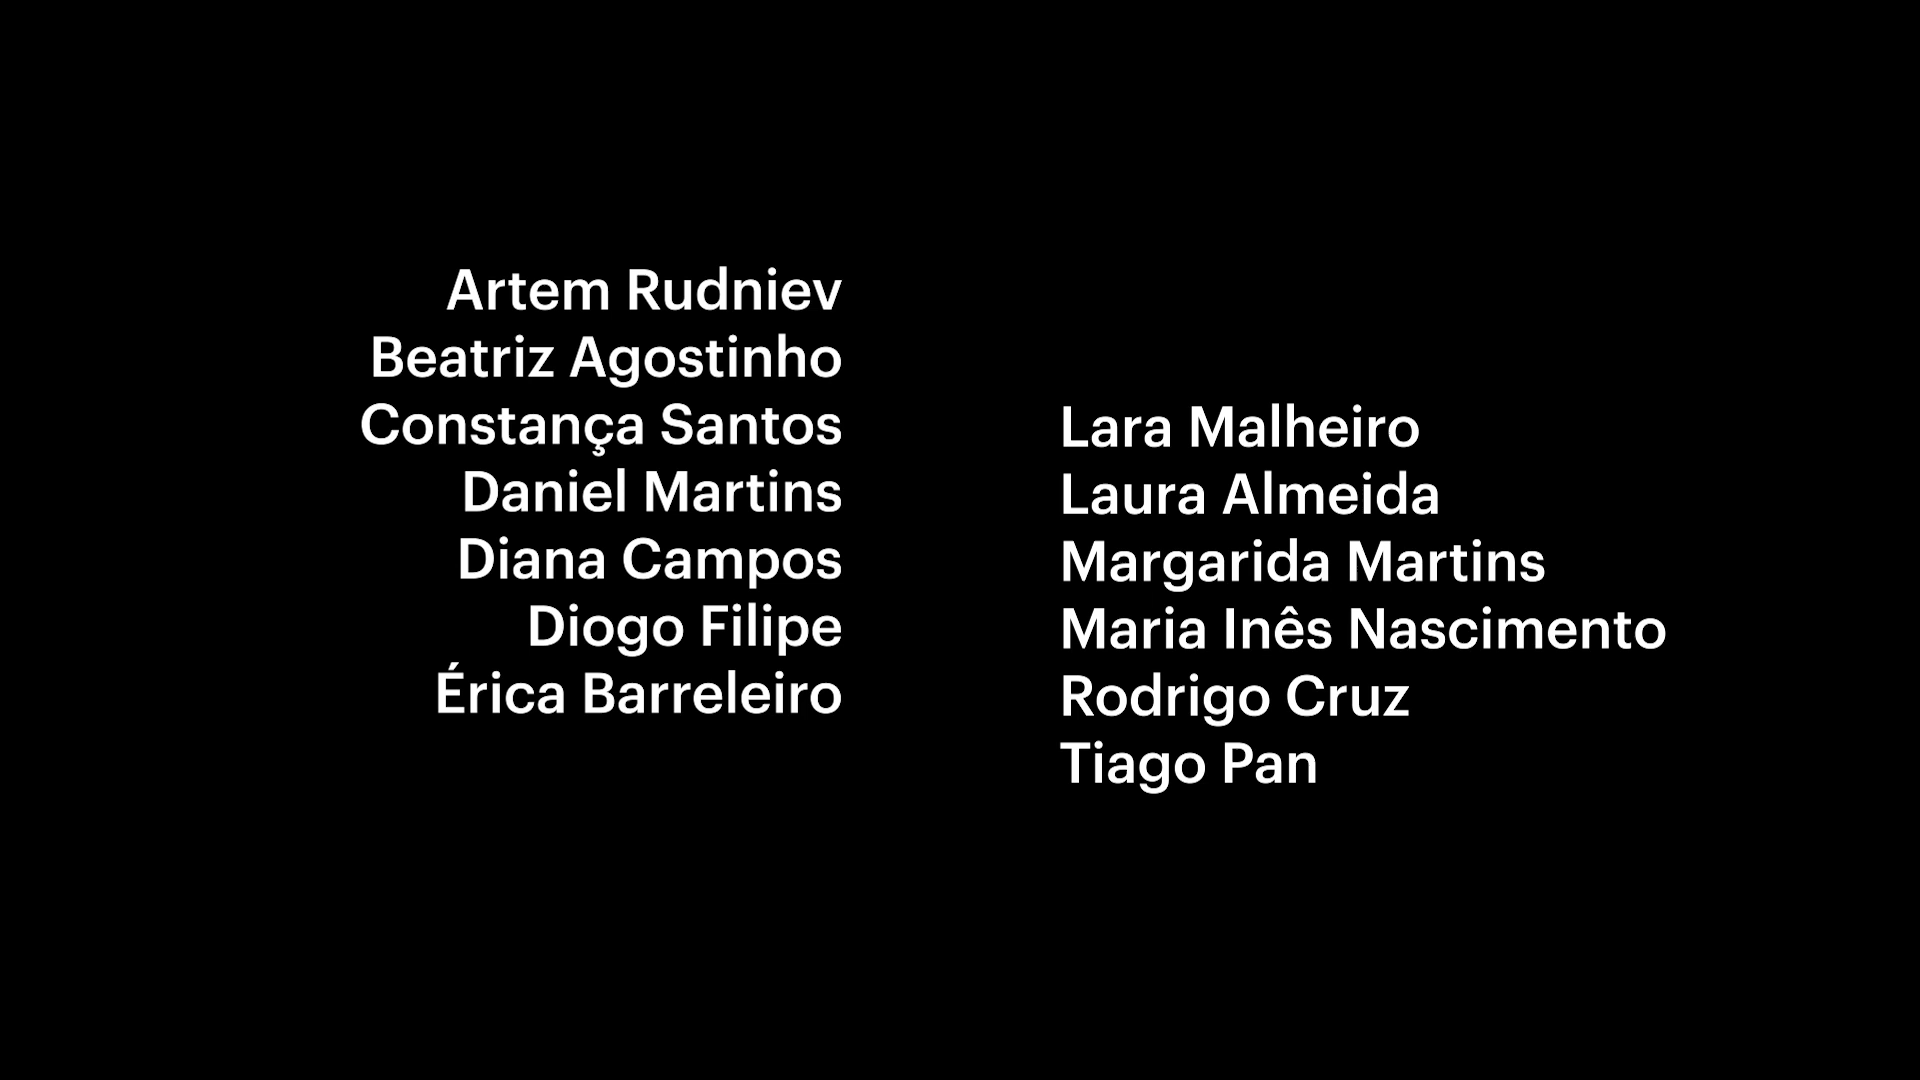 Artem Rudniev
Beatriz Agostinho
Constança Santos
Daniel Martins
Diana Campos
Diogo Filipe
Érica Barreleiro
Lara Malheiro
Laura Almeida
Margarida Martins
Maria Inês Nascimento
Rodrigo Cruz
Tiago Pan